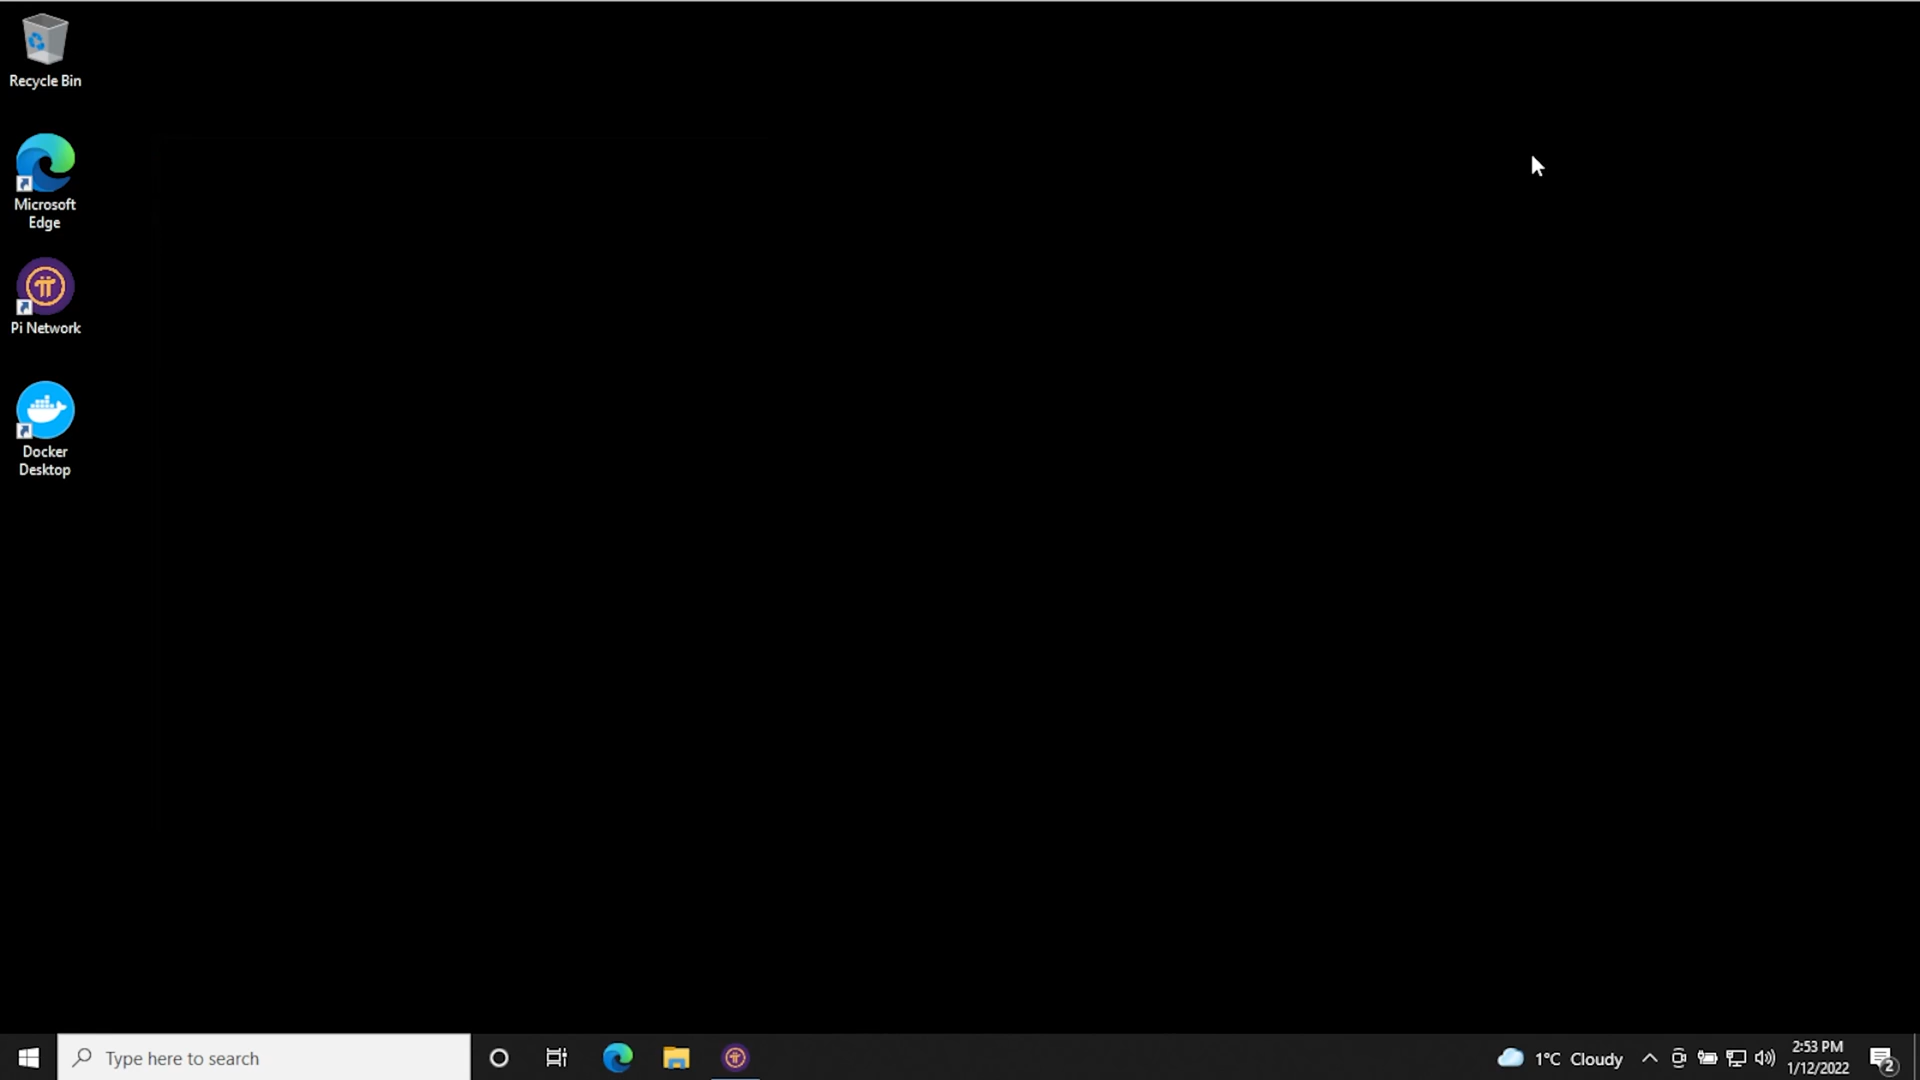 Recycle Bin
Microsoft
Edge
Pi Network
Docker
Desktop
Type here to search
1°C Cloudy
2:53 PM
1/12/2022
2